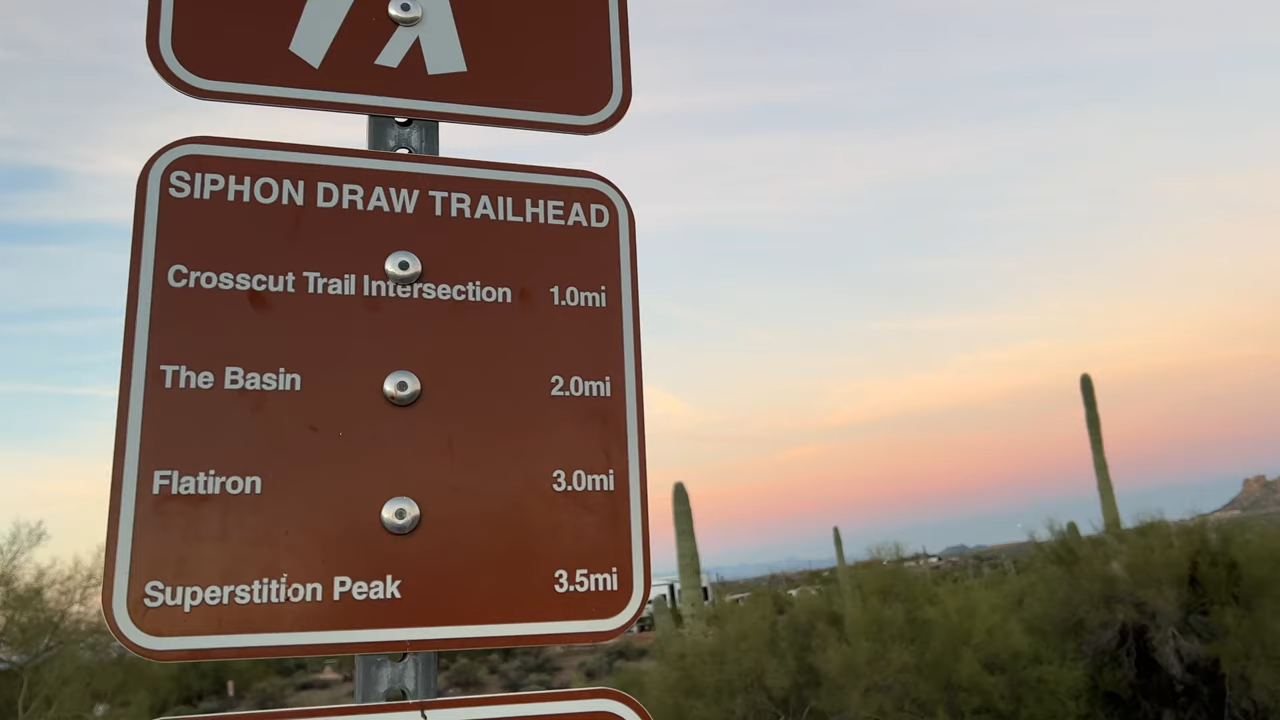 SIPHON DRAW TRAILHEAD
Crosscut Trail Intersection 1.0mi
The Basin 2.0mi
Flatiron 3.0mi
Superstition Peak 3.5mi